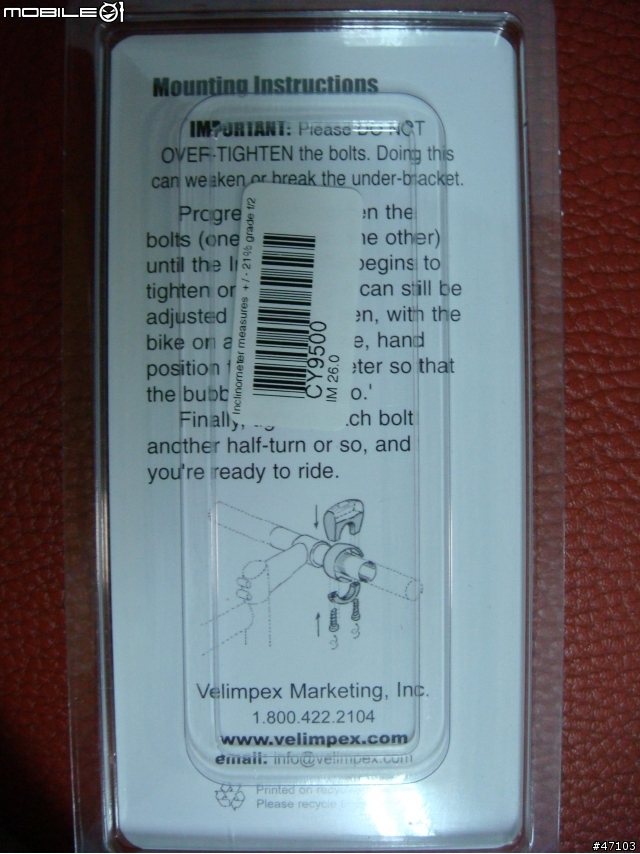 MOBILE01
Mounting Instructions
IMPORTANT: Please DO NOT
OVER-TIGHTEN the bolts. Doing this
can weaken or break the under-bracket.
en the
bolts (one he other)
until the begins to
tighten or can still be
adjusted en, with the
bike on a hand
position eter so that
the bubb o.'
Finally, ch bolt
another half-turn or so, and
you're ready to ride.
Inclinometer measures +/- 21% grade f/2
CY9500
IM 26.0
Velimpex Marketing, Inc.
1.800.422.2104
www.velimpex.com
email: info@velimpex.com
Printed on recy
Please recycle
#47103